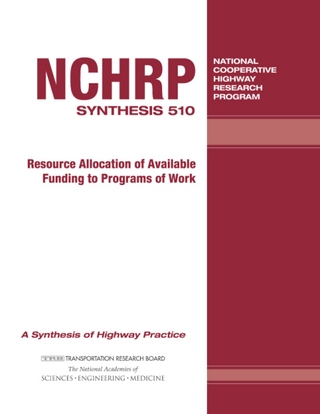 NCHRP
SYNTHESIS 510
NATIONAL
COOPERATIVE
HIGHWAY
RESEARCH
PROGRAM
Resource Allocation of Available
Funding to Programs of Work
A Synthesis of Highway Practice
TRB TRANSPORTATION RESEARCH BOARD
The National Academies of
SCIENCES • ENGINEERING • MEDICINE